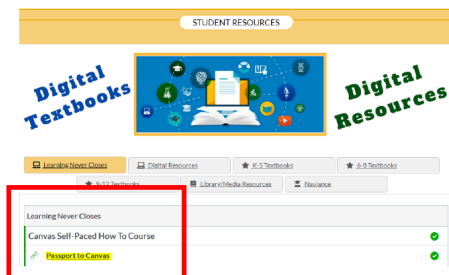 STUDENT RESOURCES
Digital Textbooks
Digital Resources
Learning Never Closes
Digital Resources
K-5 Textbooks
6-8 Textbooks
9-12 Textbooks
Library/Media Resources
Naviance
Learning Never Closes
Canvas Self-Paced How To Course
Passport to Canvas